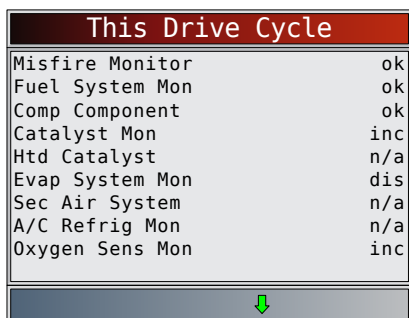 This Drive Cycle
Misfire Monitor ok
Fuel System Mon ok
Comp Component ok
Catalyst Mon inc
Htd Catalyst n/a
Evap System Mon dis
Sec Air System n/a
A/C Refrig Mon n/a
Oxygen Sens Mon inc